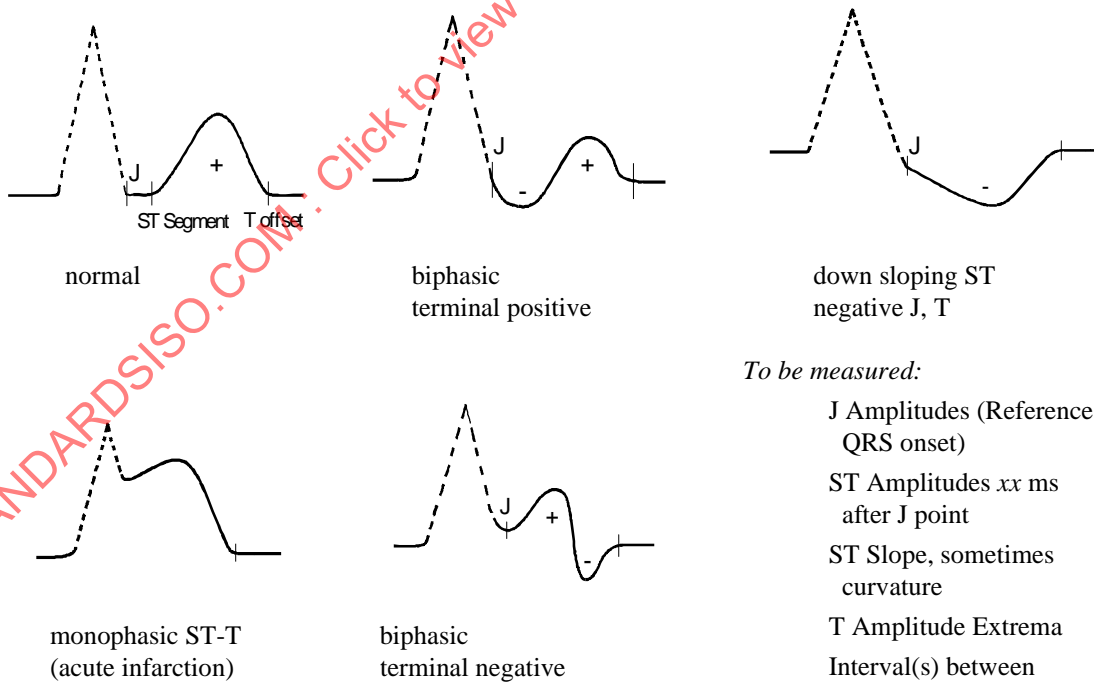 J
+
ST Segment T offset
normal
J
-
+
biphasic
terminal positive
J
-
down sloping ST
negative J, T
monophasic ST-T
(acute infarction)
J
+
-
biphasic
terminal negative
To be measured:
J Amplitudes (Reference
QRS onset)
ST Amplitudes xx ms
after J point
ST Slope, sometimes
curvature
T Amplitude Extrema
Interval(s) between
ANDARDSISO.COM : Click to view